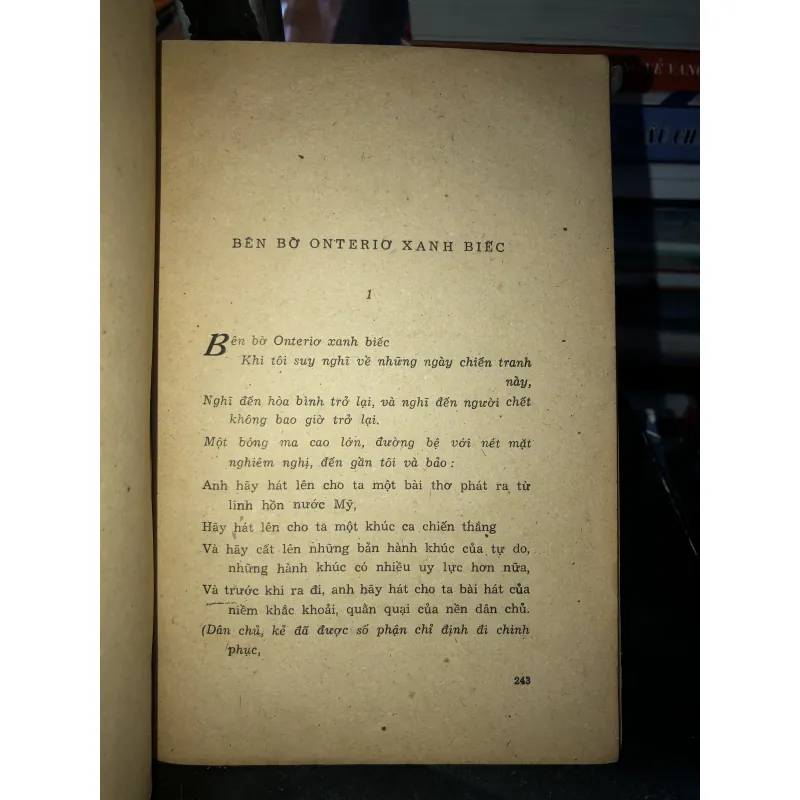 BÊN BỜ ONTERIƠ XANH BIẾC
1
Bên bờ Onteriơ xanh biếc
Khi tôi suy nghĩ về những ngày chiến tranh
này,
Nghĩ đến hòa bình trở lại, và nghĩ đến người chết
không bao giờ trở lại.
Một bóng ma cao lớn, đường bệ với nét mặt
nghiêm nghị, đến gần tôi và bảo :
Anh hãy hát lên cho ta một bài thơ phát ra từ
linh hồn nước Mỹ,
Hãy hát lên cho ta một khúc ca chiến thắng
Và hãy cất lên những bản hành khúc của tự do,
những hành khúc có nhiều uy lực hơn nữa,
Và trước khi ra đi, anh hãy hát cho ta bài hát của
niềm khắc khoải, quằn quại của nền dân chủ.
(Dân chủ, kẻ đã được số phận chỉ định đi chinh
phục,
243
VẺ VANG